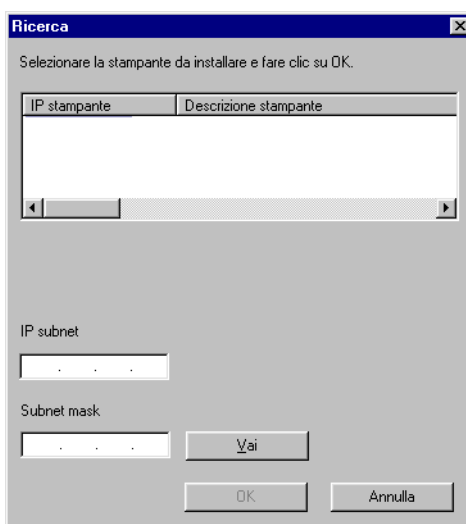 Ricerca
Selezionare la stampante da installare e fare clic su OK.
IP stampante Descrizione stampante
IP subnet
. . .
Subnet mask
. . .
Vai
OK Annulla